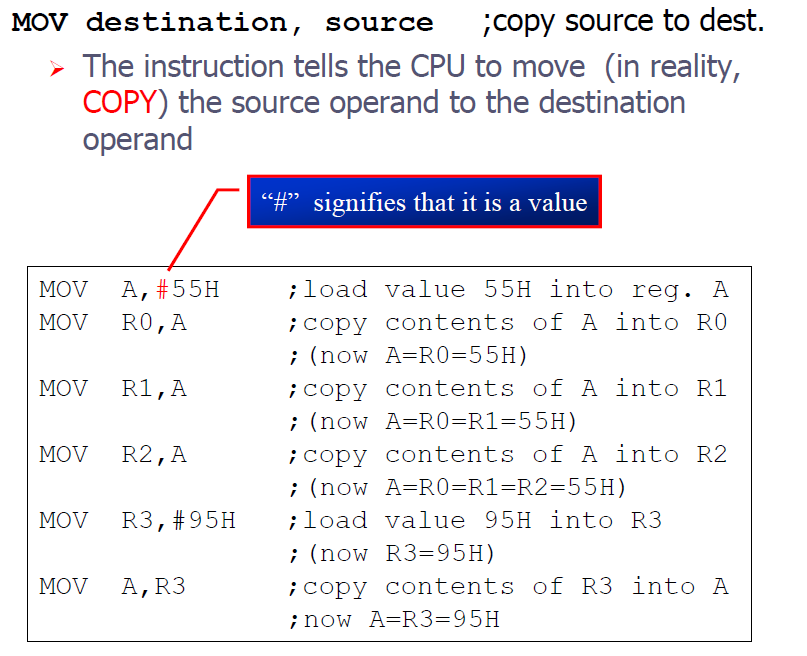 MOV destination, source ;copy source to dest.
➢ The instruction tells the CPU to move (in reality,
COPY) the source operand to the destination
operand
“#” signifies that it is a value
MOV A,#55H ;load value 55H into reg. A
MOV R0,A ;copy contents of A into R0
;(now A=R0=55H)
MOV R1,A ;copy contents of A into R1
;(now A=R0=R1=55H)
MOV R2,A ;copy contents of A into R2
;(now A=R0=R1=R2=55H)
MOV R3,#95H ;load value 95H into R3
;(now R3=95H)
MOV A,R3 ;copy contents of R3 into A
;now A=R3=95H